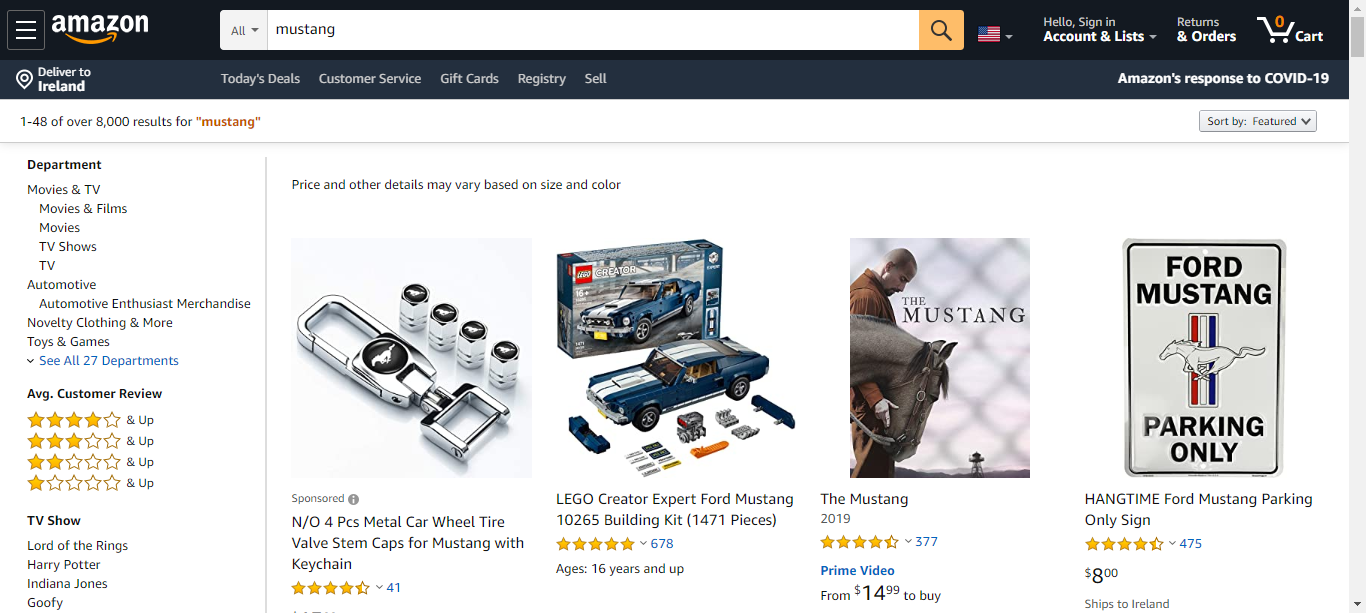 amazon
All
mustang
Hello, Sign in
Account & Lists
Returns
& Orders
0
Cart
Deliver to
Ireland
Today's Deals
Customer Service
Gift Cards
Registry
Sell
Amazon's response to COVID-19
1-48 of over 8,000 results for "mustang"
Sort by: Featured
Department
Movies & TV
Movies & Films
Movies
TV Shows
TV
Automotive
Automotive Enthusiast Merchandise
Novelty Clothing & More
Toys & Games
See All 27 Departments
Avg. Customer Review
& Up
& Up
& Up
& Up
TV Show
Lord of the Rings
Harry Potter
Indiana Jones
Goofy
Price and other details may vary based on size and color
Sponsored
N/O 4 Pcs Metal Car Wheel Tire
Valve Stem Caps for Mustang with
Keychain
41
LEGO
CREATOR
16+
LEGO Creator Expert Ford Mustang
10265 Building Kit (1471 Pieces)
678
Ages: 16 years and up
THE
MUSTANG
The Mustang
2019
377
Prime Video
From $14.99 to buy
FORD
MUSTANG
PARKING
ONLY
HANGTIME Ford Mustang Parking
Only Sign
475
$8.00
Ships to Ireland